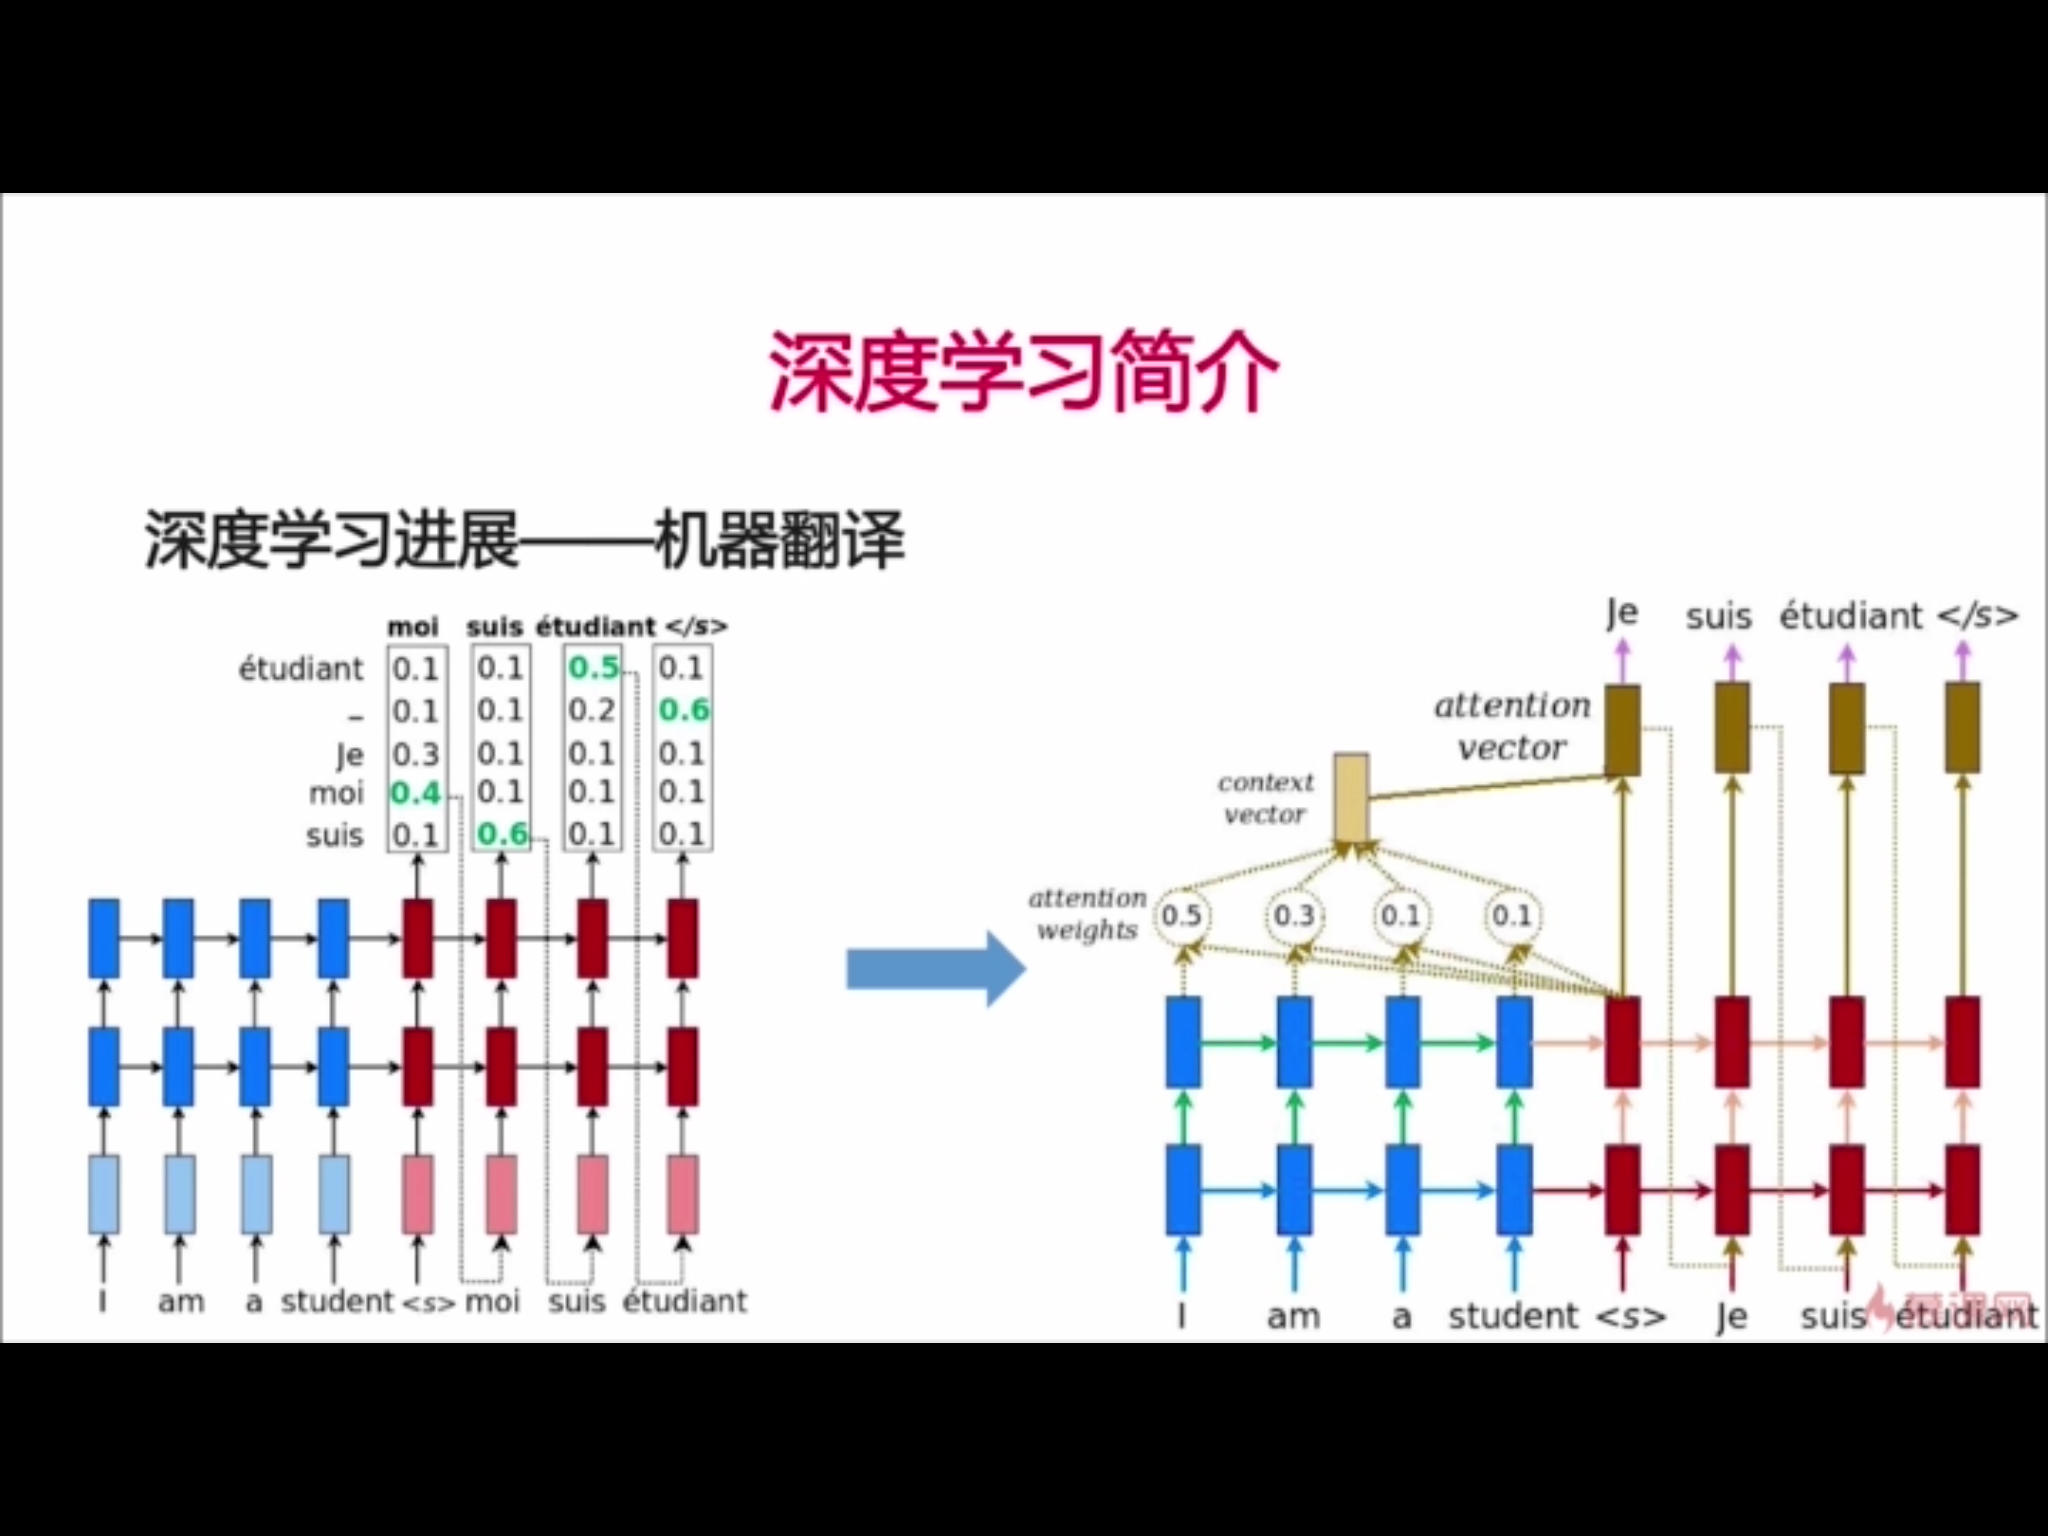 深度学习简介
深度学习进展——机器翻译
moi suis étudiant </s>
étudiant 0.1 0.1 0.5 0.1
– 0.1 0.1 0.2 0.6
Je 0.3 0.1 0.1 0.1
moi 0.4 0.1 0.1 0.1
suis 0.1 0.6 0.1 0.1
I am a student <s> moi suis étudiant
Je suis étudiant </s>
attention
vector
context
vector
attention
weights
0.5 0.3 0.1 0.1
I am a student <s> Je suis étudiant
慕课网